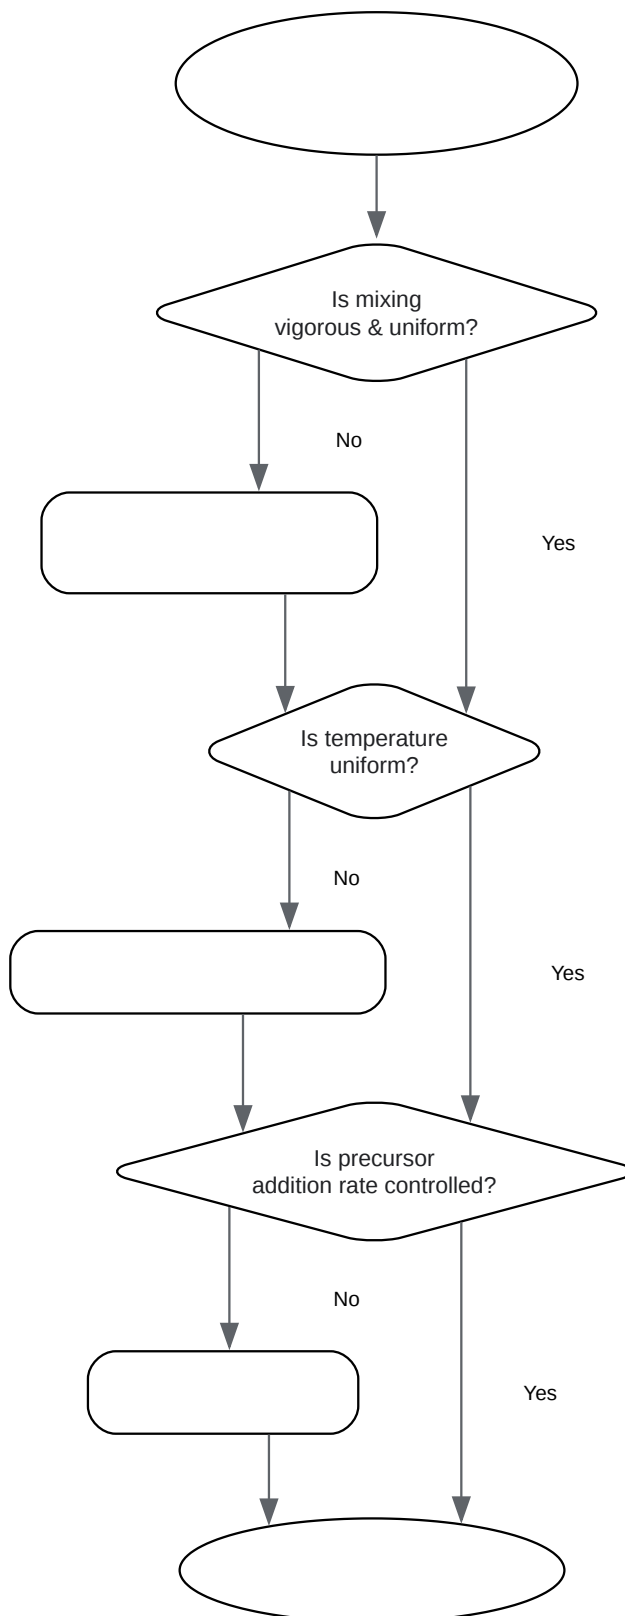 Is mixing
vigorous & uniform?
No
Yes
Is temperature
uniform?
No
Yes
Is precursor
addition rate controlled?
No
Yes